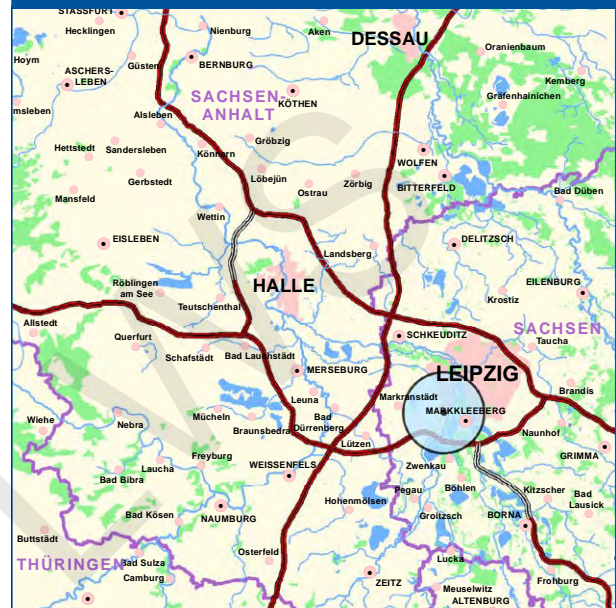 STASSFURT
Hecklingen
Nienburg
Aken
DESSAU
Oranienbaum
Hoym
Güsten
BERNBURG
Kemberg
ASCHERS-
LEBEN
SACHSEN-
ANHALT
KÖTHEN
Gräfenhainichen
msleben
Alsleben
Gröbzig
Hettstedt
Sandersleben
Könnern
WOLFEN
Gerbstedt
Löbejün
Zörbig
BITTERFELD
Mansfeld
Ostrau
Bad Düben
Wettin
EISLEBEN
DELITZSCH
Landsberg
Röblingen
am See
HALLE
EILENBURG
Teutschenthal
Krostiz
Allstedt
SACHSEN
Querfurt
SCHKEUDITZ
Taucha
Schafstädt
Bad Lauchstädt
MERSEBURG
LEIPZIG
Leuna
Markranstädt
Brandis
Wiehe
Nebra
Mücheln
Bad
Dürrenberg
MARKKLEEBERG
Braunsbedra
Lützen
Naunhof
GRIMMA
Laucha
Freyburg
WEISSENFELS
Zwenkau
Bad Bibra
Böhlen
Pegau
Kitzscher
Bad
Lausick
Bad Kösen
NAUMBURG
Hohenmölsen
Groitzsch
BORNA
Buttstädt
THÜRINGEN
Bad Sulza
Osterfeld
Lucka
Camburg
ZEITZ
Frohburg
Meuselwitz
ALTENBURG